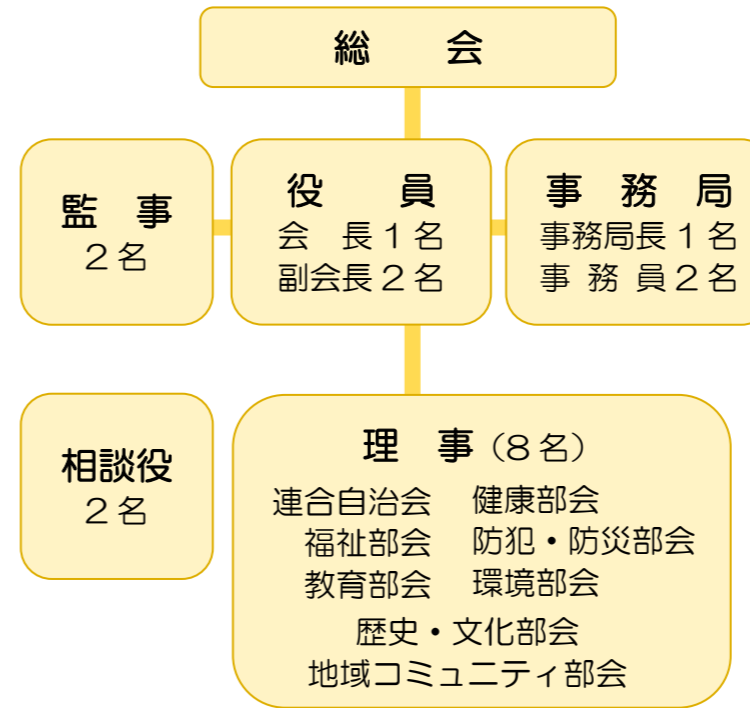 総　会
監　事
２名
役　員
会　長１名
副会長２名
事　務　局
事務局長１名
事 務 員２名
相談役
２名
理　事（８名）
連合自治会　健康部会
福祉部会　防犯・防災部会
教育部会　環境部会
歴史・文化部会
地域コミュニティ部会